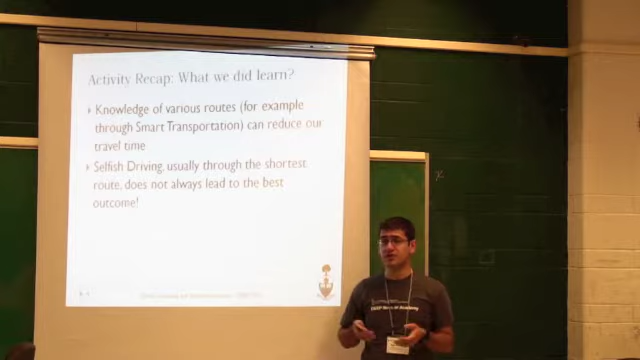 Activity Recap: What we did learn?
Knowledge of various routes (for example
through Smart Transportation) can reduce our
travel time
Selfish Driving, usually through the shortest
route, does not always lead to the best
outcome!